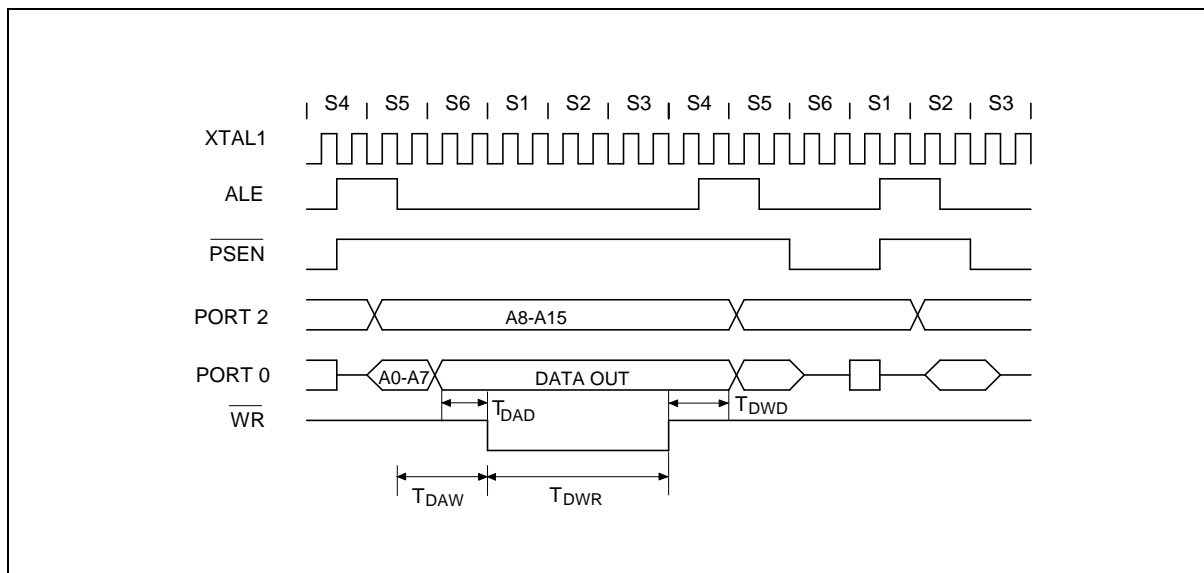 S4 S5 S6 S1 S2 S3 S4 S5 S6 S1 S2 S3
XTAL1
ALE
PSEN
PORT 2 A8-A15
PORT 0 A0-A7 DATA OUT
WR TDAD TDWD
TDAW TDWR